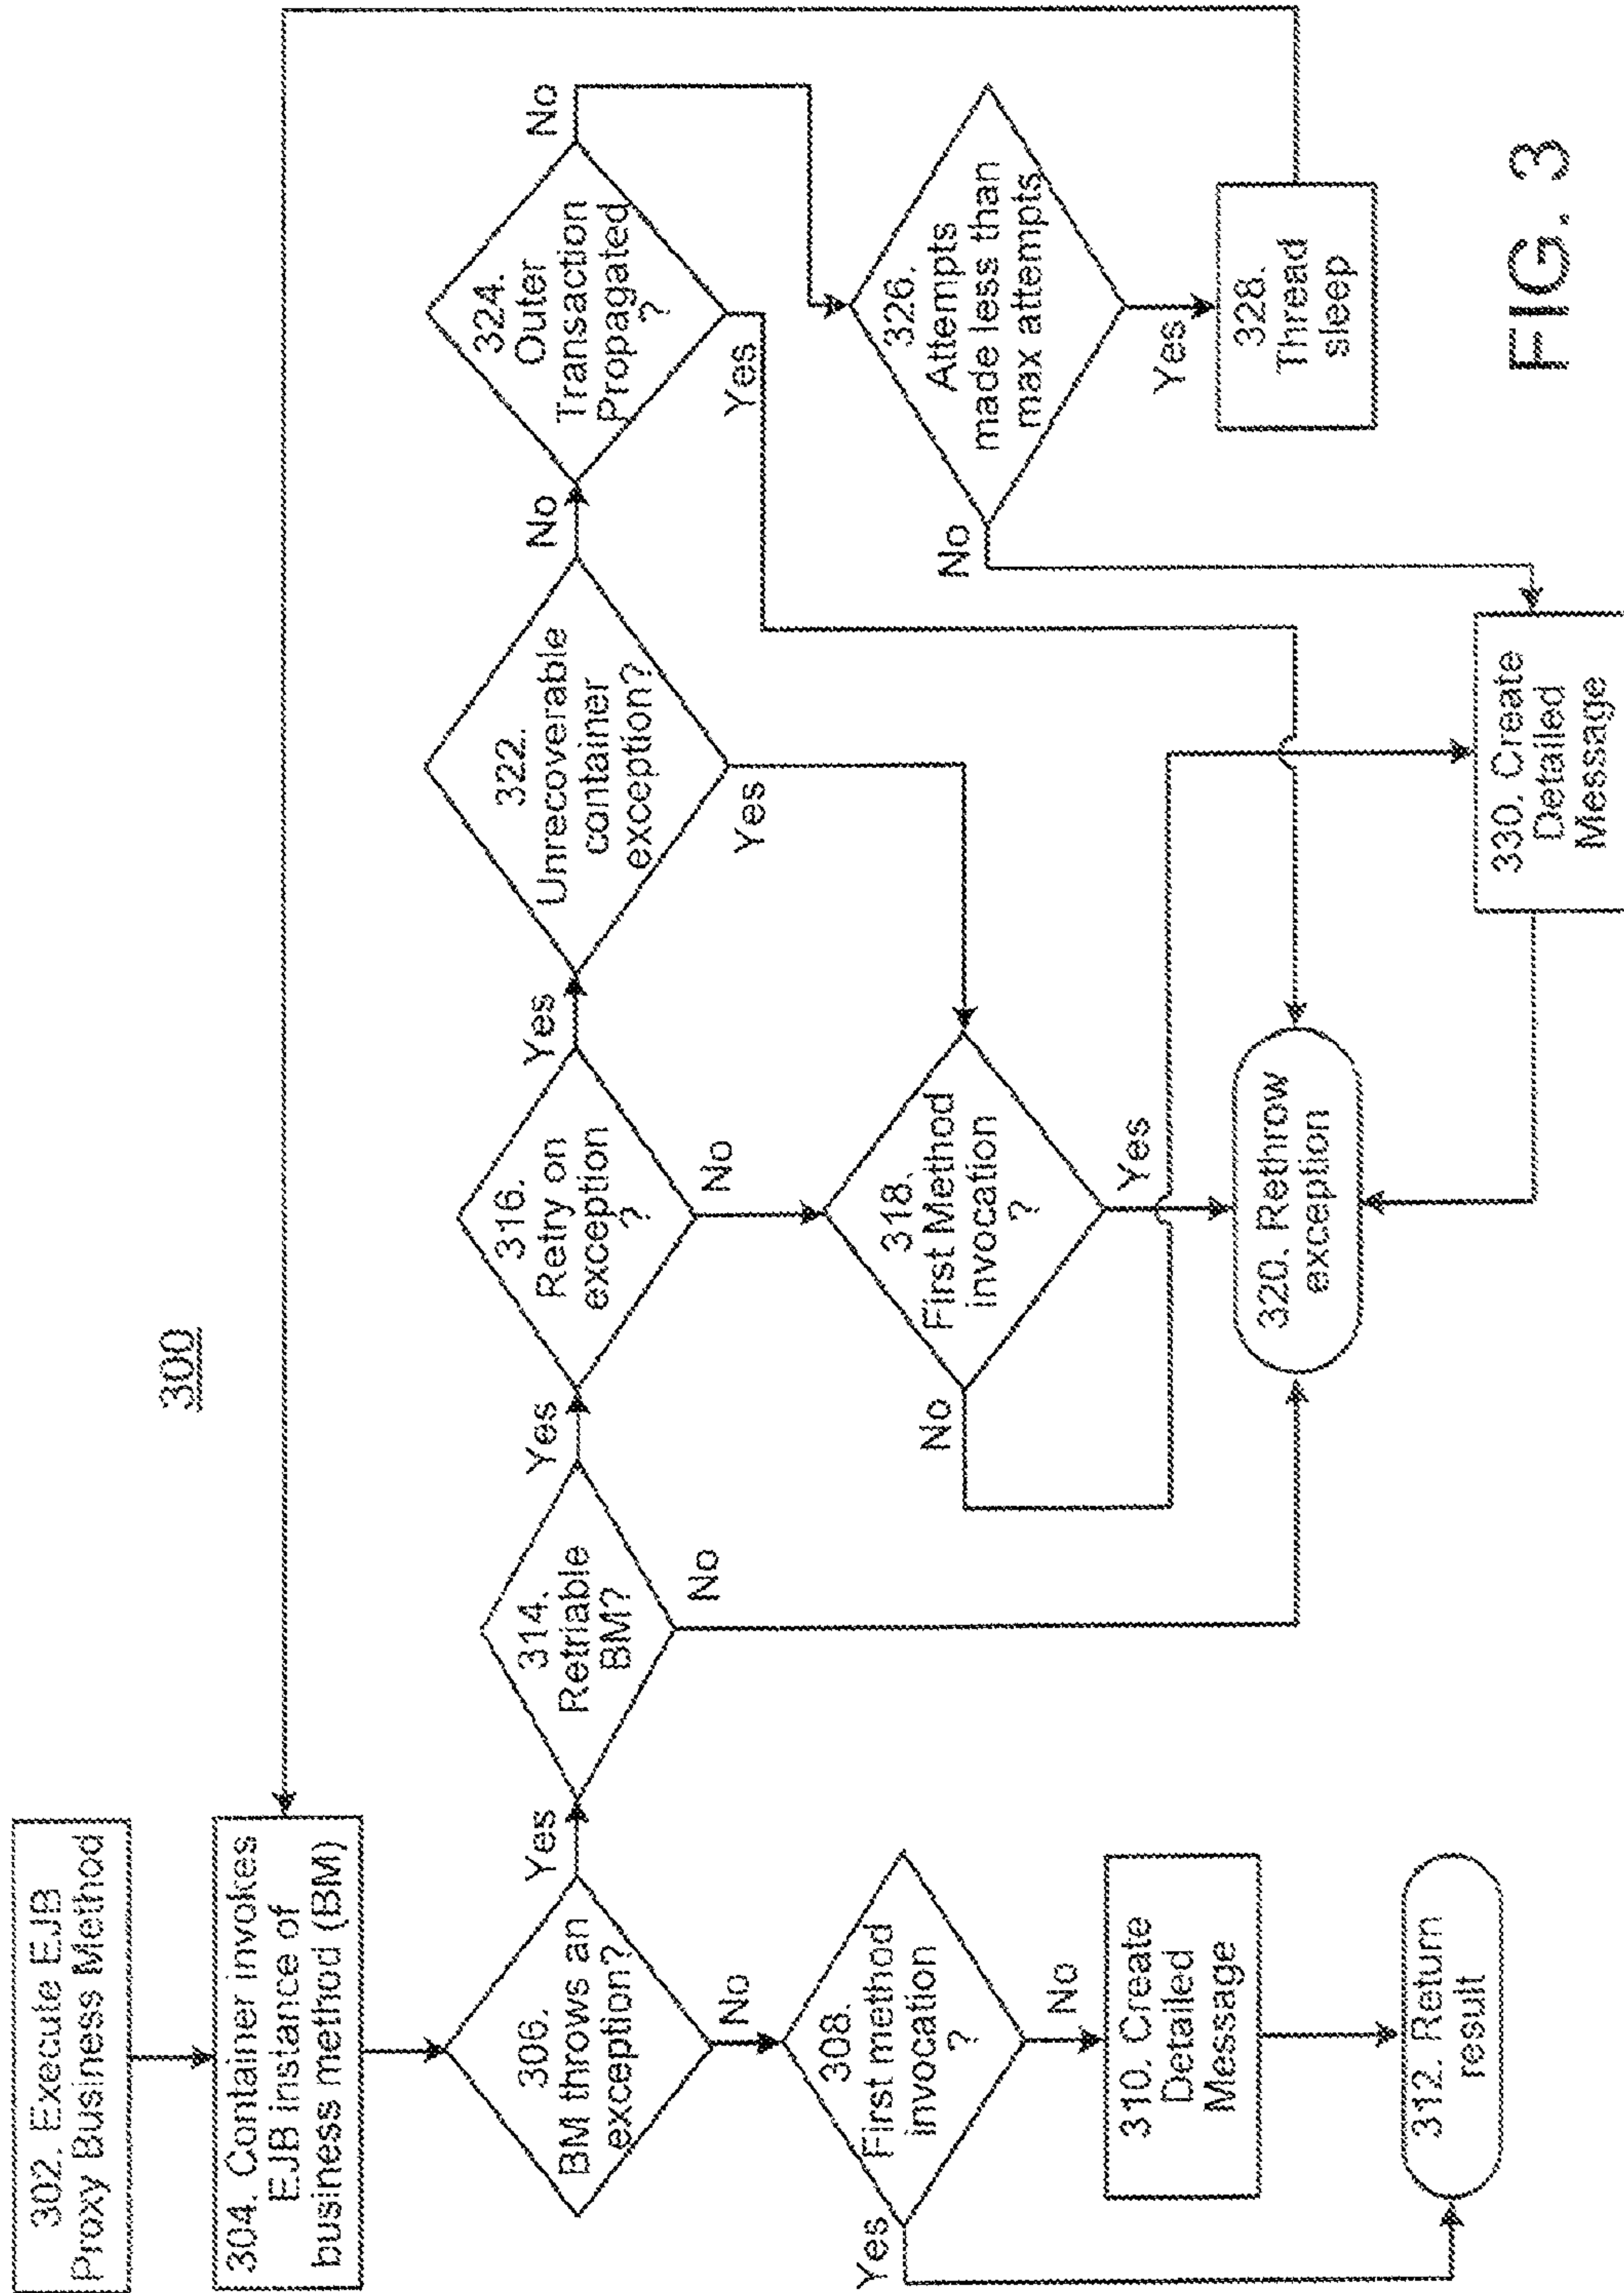 300
302. Execute EJB
Proxy Business Method
304. Container invokes
EJB instance of
business method (BM)
306.
BM throws an
exception?
Yes
No
308.
First method
invocation
?
Yes
No
310. Create
Detailed
Message
312. Return
result
314.
Retriable
BM?
Yes
No
316.
Retry on
exception
?
Yes
No
318.
First Method
invocation
?
No
Yes
320. Rethrow
exception
322.
Unrecoverable
container
exception?
No
Yes
324.
Outer
Transaction
Propagated
?
No
Yes
326.
Attempts
made less than
max attempts
No
Yes
328.
Thread
sleep
330. Create
Detailed
Message
FIG. 3